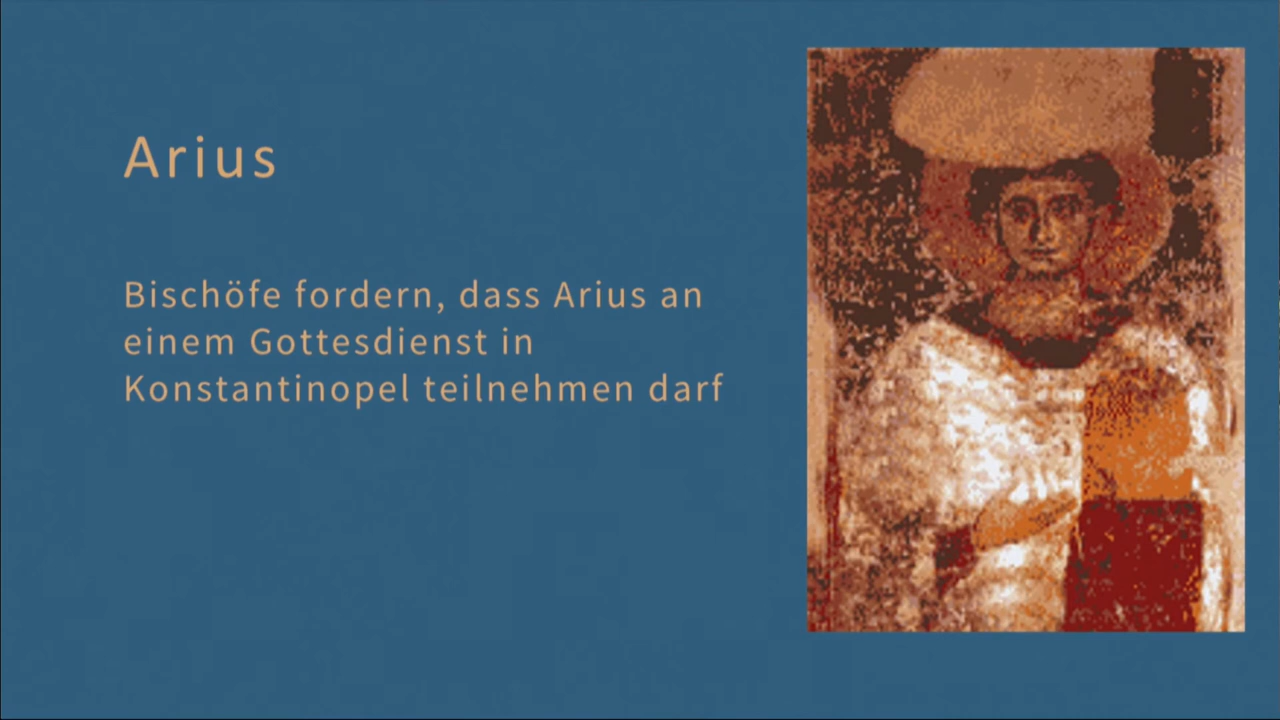 Arius
Bischöfe fordern, dass Arius an
einem Gottesdienst in
Konstantinopel teilnehmen darf